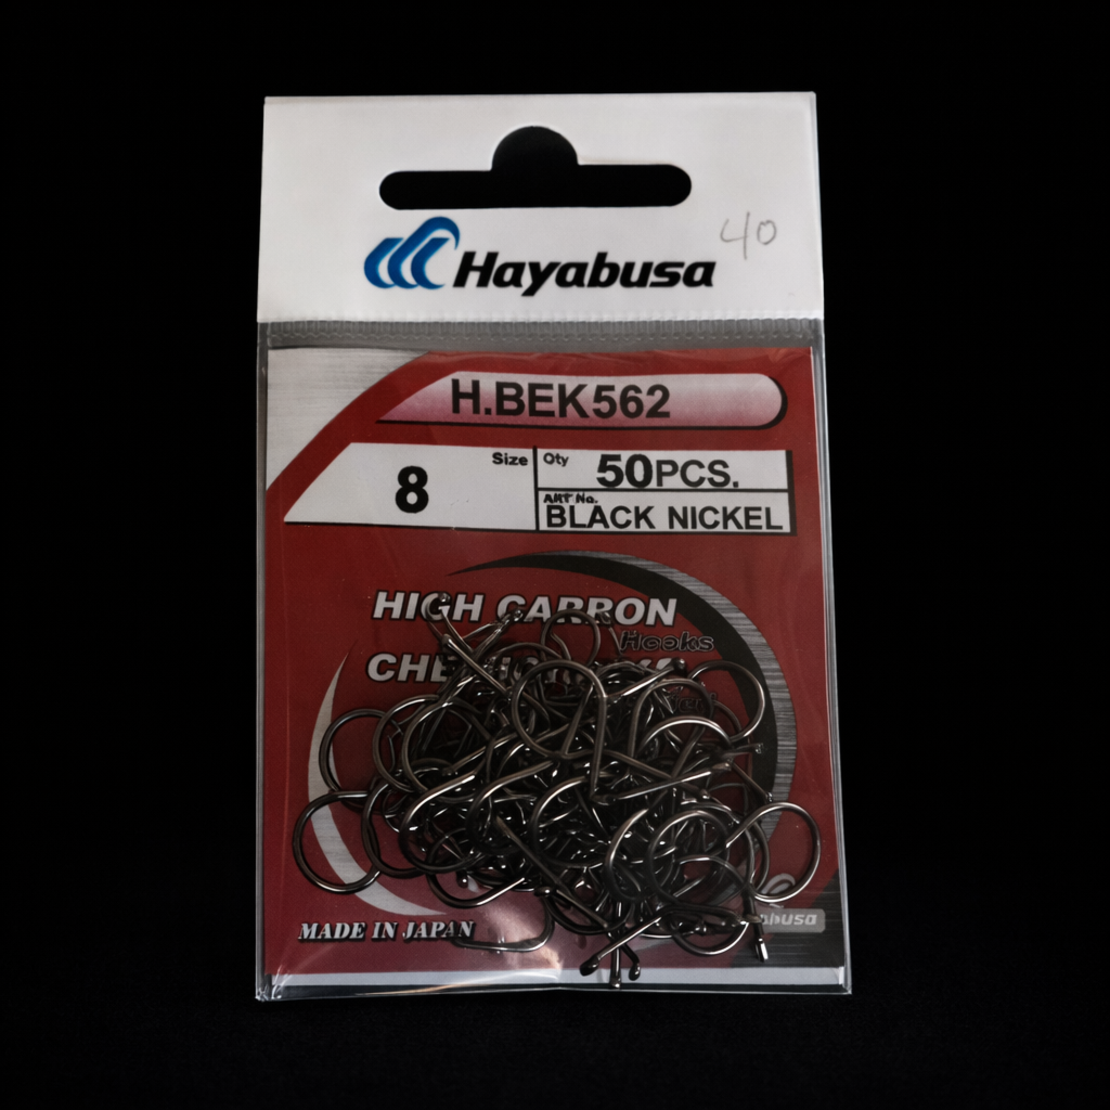 40
Hayabusa
H.BEK562
Size
8
Qty
50PCS.
ART No.
BLACK NICKEL
HIGH CARBON
Hooks
MADE IN JAPAN